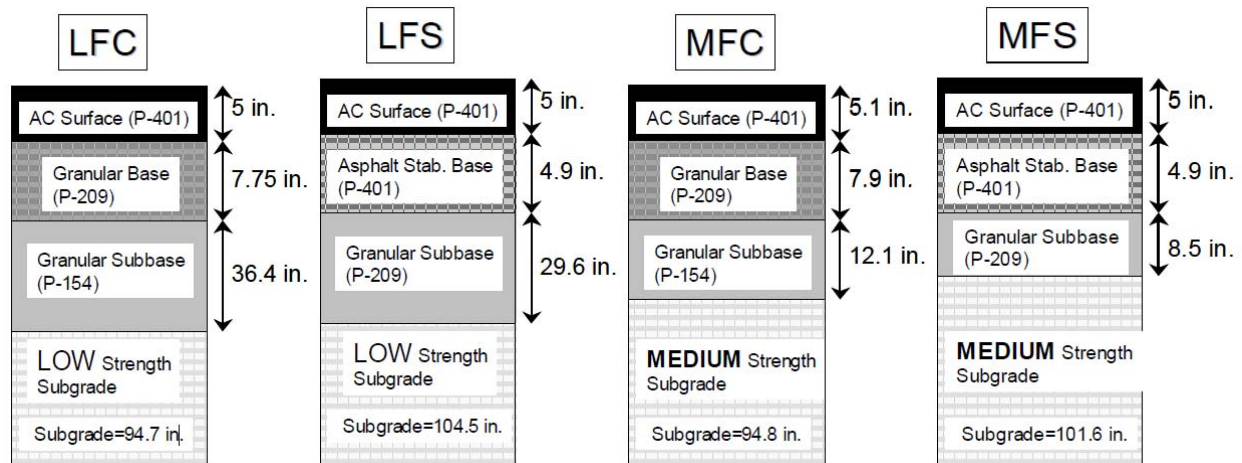 LFC
AC Surface (P-401)
5 in.
Granular Base
(P-209)
7.75 in.
Granular Subbase
(P-154)
36.4 in.
LOW Strength
Subgrade
Subgrade=94.7 in.
LFS
AC Surface (P-401)
5 in.
Asphalt Stab. Base
(P-401)
4.9 in.
Granular Subbase
(P-209)
29.6 in.
LOW Strength
Subgrade
Subgrade=104.5 in.
MFC
AC Surface (P-401)
5.1 in.
Granular Base
(P-209)
7.9 in.
Granular Subbase
(P-154)
12.1 in.
MEDIUM Strength
Subgrade
Subgrade=94.8 in.
MFS
AC Surface (P-401)
5 in.
Asphalt Stab. Base
(P-401)
4.9 in.
Granular Subbase
(P-209)
8.5 in.
MEDIUM Strength
Subgrade
Subgrade=101.6 in.